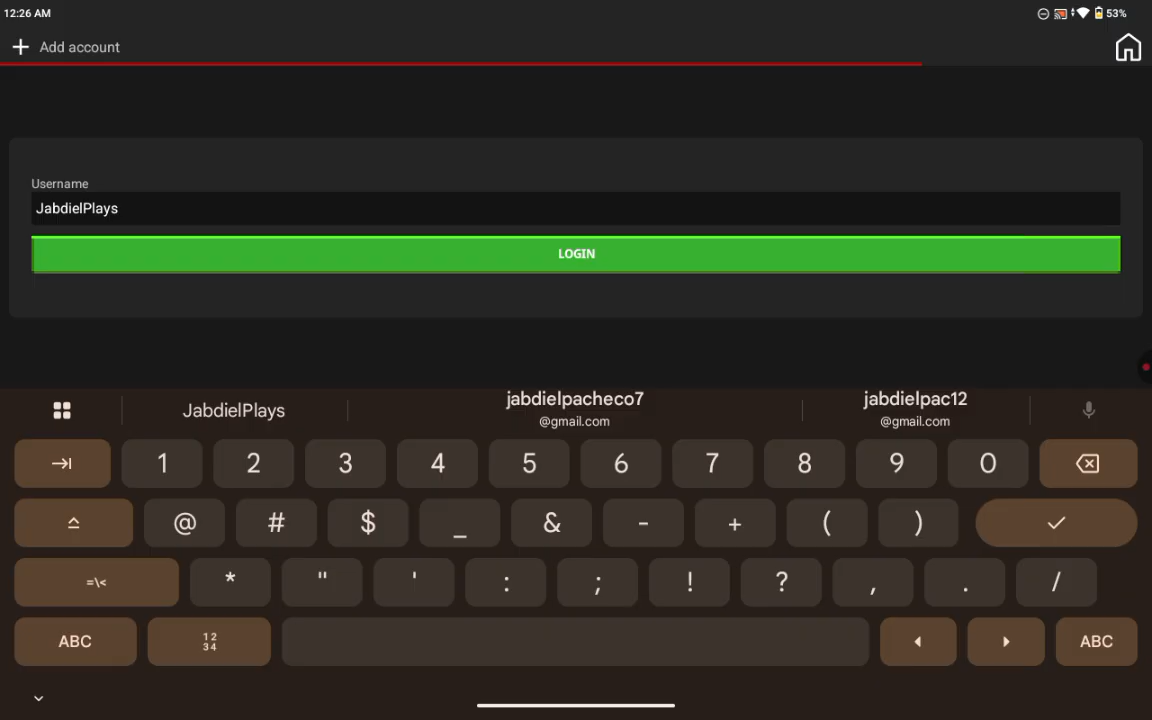 12:26 AM
53%
Add account
Username
JabdielPlays
LOGIN
JabdielPlays
jabdielpacheco7
@gmail.com
jabdielpac12
@gmail.com
1 2 3 4 5 6 7 8 9 0
@ # $ _ & - + ( )
=\< * " ' : ; ! ? , . /
ABC
12
34
ABC